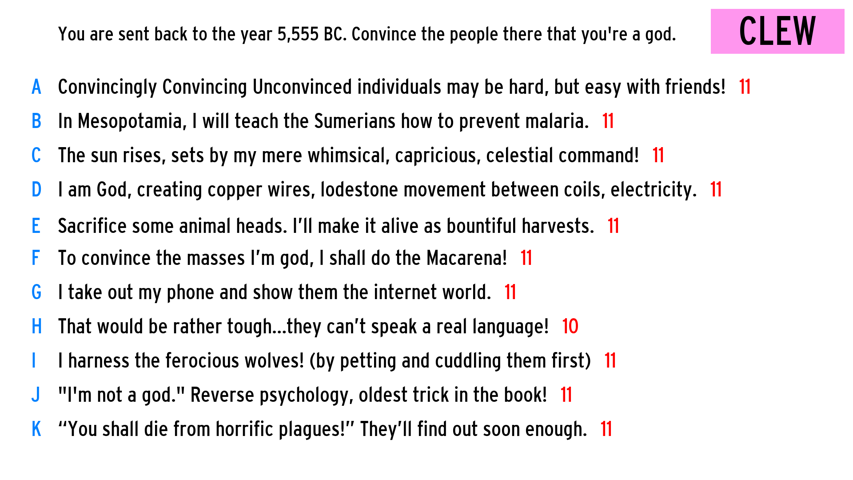 You are sent back to the year 5,555 BC. Convince the people there that you're a god.
CLEW
A Convincingly Convincing Unconvinced individuals may be hard, but easy with friends! 11
B In Mesopotamia, I will teach the Sumerians how to prevent malaria. 11
C The sun rises, sets by my mere whimsical, capricious, celestial command! 11
D I am God, creating copper wires, lodestone movement between coils, electricity. 11
E Sacrifice some animal heads. I’ll make it alive as bountiful harvests. 11
F To convince the masses I’m god, I shall do the Macarena! 11
G I take out my phone and show them the internet world. 11
H That would be rather tough...they can’t speak a real language! 10
I I harness the ferocious wolves! (by petting and cuddling them first) 11
J "I'm not a god." Reverse psychology, oldest trick in the book! 11
K “You shall die from horrific plagues!” They’ll find out soon enough. 11